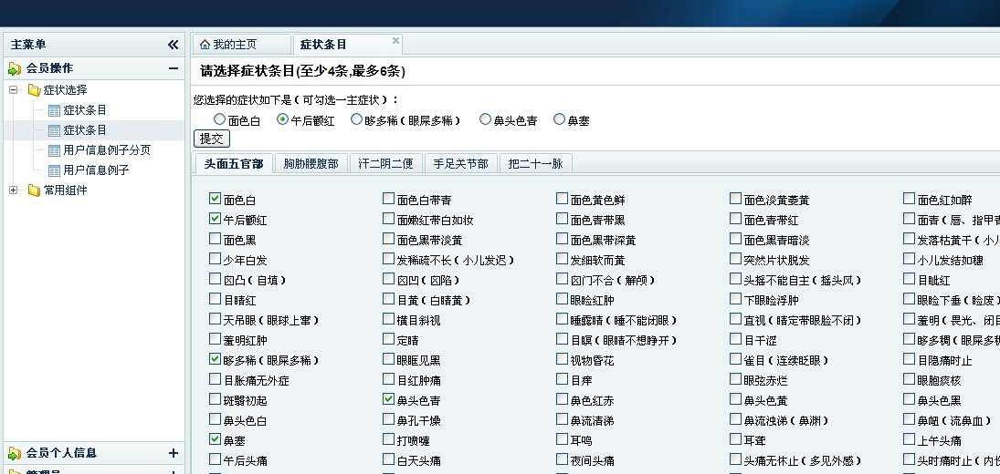 主菜单
会员操作
症状选择
症状条目
症状条目
用户信息例子分页
用户信息例子
常用组件
会员个人信息
管理员
我的主页 症状条目
请选择症状条目(至少4条,最多6条)
您选择的症状如下是(可勾选一主症状):
面色白 午后颧红 眵多稀(眼屎多稀) 鼻头色青 鼻塞
提交
头面五官部 胸胁腰腹部 汗二阴二便 手足关节部 把二十一脉
面色白 面色白带青 面色黄色鲜 面色淡黄萎黄 面色红如醉
午后颧红 面嫩红带白如妆 面色青带黑 面色青带红 面青(唇、指甲青
面色黑 面色黑带淡黄 面色黑带深黄 面色黑青暗淡 发落枯黄干(小儿
少年白发 发稀疏不长(小儿发迟) 发细软而黄 突然片状脱发 小儿发结如穗
囟凸(自填) 囟凹(囟陷) 囟门不合(解颅) 头摇不能自主(摇头风) 目眦红
目睛红 目黄(白睛黄) 眼睑红肿 下眼睑浮肿 眼睑下垂(睑废)
天吊眼(眼球上窜) 横目斜视 睡露睛(睡不能闭眼) 直视(睛定带眼脸不闭) 羞明(畏光、闭目
羞明红肿 定睛 目瞑(眼睛不想睁开) 目干涩 眵多稠(眼屎多稠
眵多稀(眼屎多稀) 眼眶见黑 视物昏花 雀目(连续眨眼) 目隐痛时止
目胀痛无外症 目红肿痛 目痒 眼弦赤烂 眼胞痰核
斑翳初起 鼻头色青 鼻色红赤 鼻头色黄 鼻头色黑
鼻头色白 鼻孔干燥 鼻流清涕 鼻流浊涕(鼻渊) 鼻衄(流鼻血)
鼻塞 打喷嚏 耳鸣 耳聋 上午头痛
午后头痛 白天头痛 夜间头痛 头痛无休止(多见外感) 头时痛时止(内伤